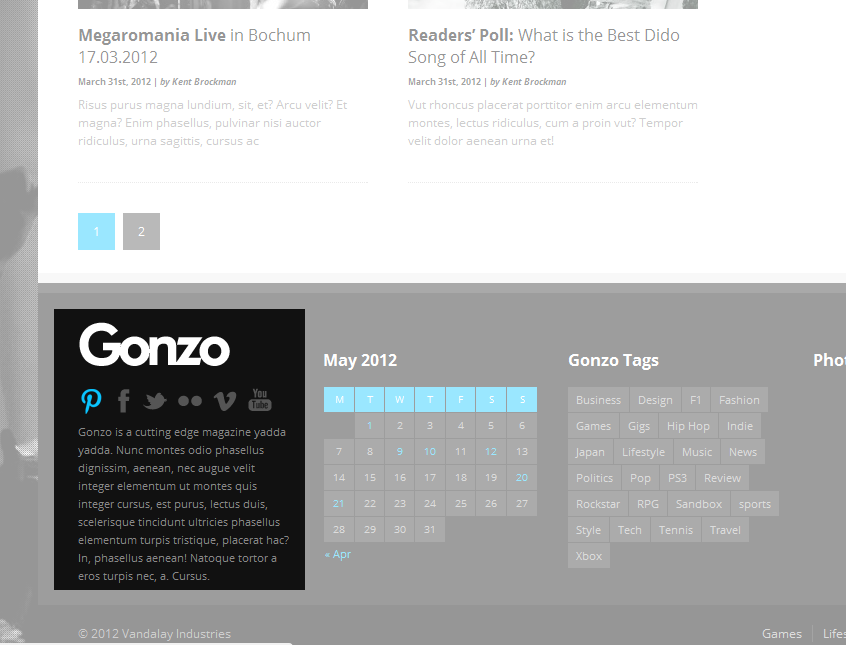 Megaromania Live in Bochum
17.03.2012
March 31st, 2012 | by Kent Brockman
Risus purus magna lundium, sit, et? Arcu velit? Et
magna? Enim phasellus, pulvinar nisi auctor
ridiculus, urna sagittis, cursus ac
Readers’ Poll: What is the Best Dido
Song of All Time?
March 31st, 2012 | by Kent Brockman
Vut rhoncus placerat porttitor enim arcu elementum
montes, lectus ridiculus, cum a proin vut? Tempor
velit dolor aenean urna et!
1 2
Gonzo
You
Tube
Gonzo is a cutting edge magazine yadda
yadda. Nunc montes odio phasellus
dignissim, aenean, nec augue velit
integer elementum ut montes quis
integer cursus, est purus, lectus duis,
scelerisque tincidunt ultricies phasellus
elementum turpis tristique, placerat hac?
In, phasellus aenean! Natoque tortor a
eros turpis nec, a. Cursus.
May 2012
M T W T F S S
1 2 3 4 5 6
7 8 9 10 11 12 13
14 15 16 17 18 19 20
21 22 23 24 25 26 27
28 29 30 31
« Apr
Gonzo Tags
Business Design F1 Fashion
Games Gigs Hip Hop Indie
Japan Lifestyle Music News
Politics Pop PS3 Review
Rockstar RPG Sandbox sports
Style Tech Tennis Travel
Xbox
Phot
© 2012 Vandalay Industries
Games Lifes